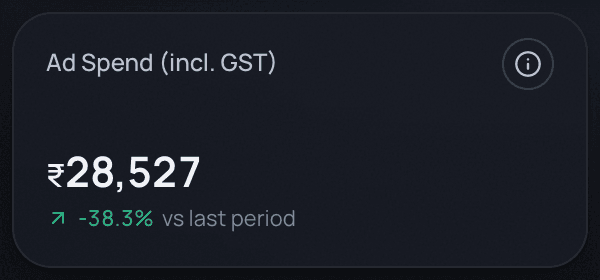 Ad Spend (incl. GST)
₹28,527
-38.3% vs last period